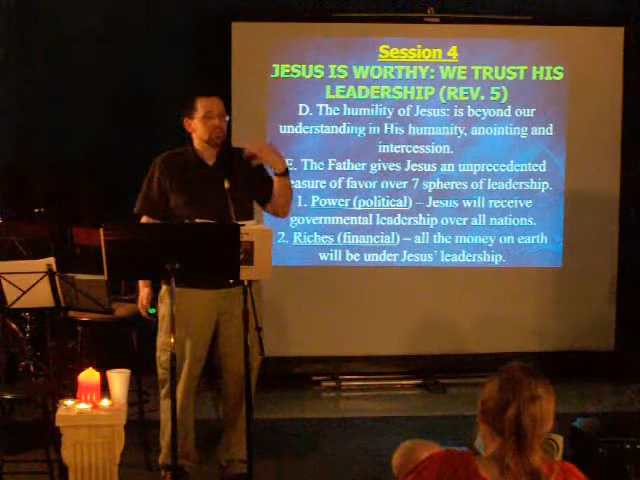 Session 4
JESUS IS WORTHY: WE TRUST HIS
LEADERSHIP (REV. 5)
D. The humility of Jesus: is beyond our
understanding in His humanity, anointing and
intercession.
E. The Father gives Jesus an unprecedented
easure of favor over 7 spheres of leadership.
1. Power (political) – Jesus will receive
governmental leadership over all nations.
2. Riches (financial) – all the money on earth
will be under Jesus' leadership.